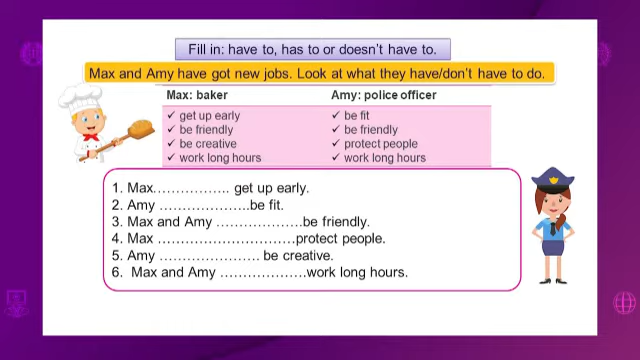 Fill in: have to, has to or doesn't have to.
Max and Amy have got new jobs. Look at what they have/don't have to do.
Max: baker
✓ get up early
✓ be friendly
✓ be creative
✓ work long hours
Amy: police officer
✓ be fit
✓ be friendly
✓ protect people
✓ work long hours
1. Max…………….. get up early.
2. Amy ………………..be fit.
3. Max and Amy ……………….be friendly.
4. Max …………………………protect people.
5. Amy …………………. be creative.
6. Max and Amy ……………….work long hours.